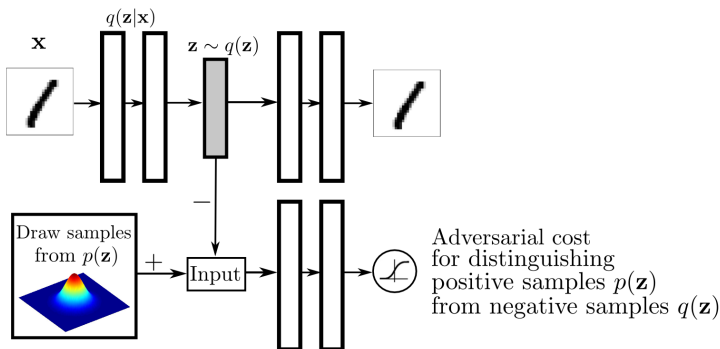 q(z|x)
x
z ∼ q(z)
−
Draw samples
from p(z)
+
Input
Adversarial cost
for distinguishing
positive samples p(z)
from negative samples q(z)